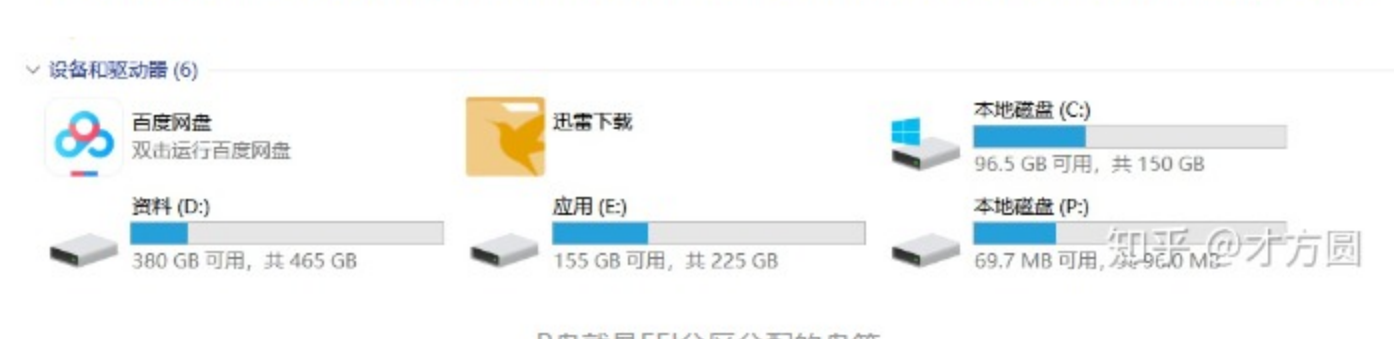 设备和驱动器 (6)
百度网盘
双击运行百度网盘
迅雷下载
本地磁盘 (C:)
96.5 GB 可用，共 150 GB
资料 (D:)
380 GB 可用，共 465 GB
应用 (E:)
155 GB 可用，共 225 GB
本地磁盘 (P:)
69.7 MB 可用，共 96.0 MB
知乎 @才方圆